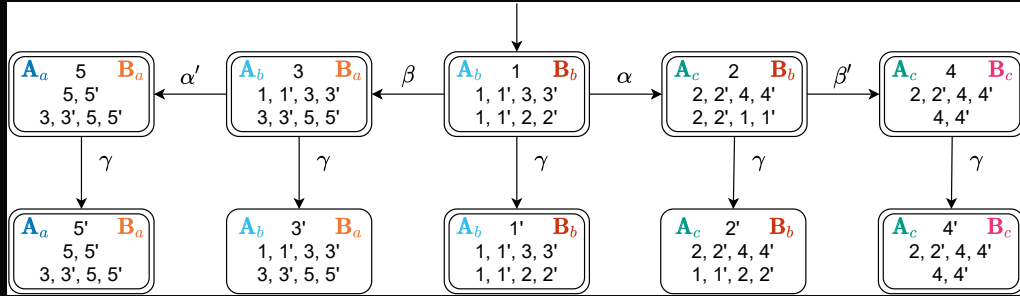 A_a 5 B_a
5, 5'
3, 3', 5, 5'
α'
A_b 3 B_a
1, 1', 3, 3'
3, 3', 5, 5'
β
A_b 1 B_b
1, 1', 3, 3'
1, 1', 2, 2'
α
A_c 2 B_b
2, 2', 4, 4'
2, 2', 1, 1'
β'
A_c 4 B_c
2, 2', 4, 4'
4, 4'
γ
γ
γ
γ
γ
A_a 5' B_a
5, 5'
3, 3', 5, 5'
A_b 3' B_a
1, 1', 3, 3'
3, 3', 5, 5'
A_b 1' B_b
1, 1', 3, 3'
1, 1', 2, 2'
A_c 2' B_b
2, 2', 4, 4'
1, 1', 2, 2'
A_c 4' B_c
2, 2', 4, 4'
4, 4'